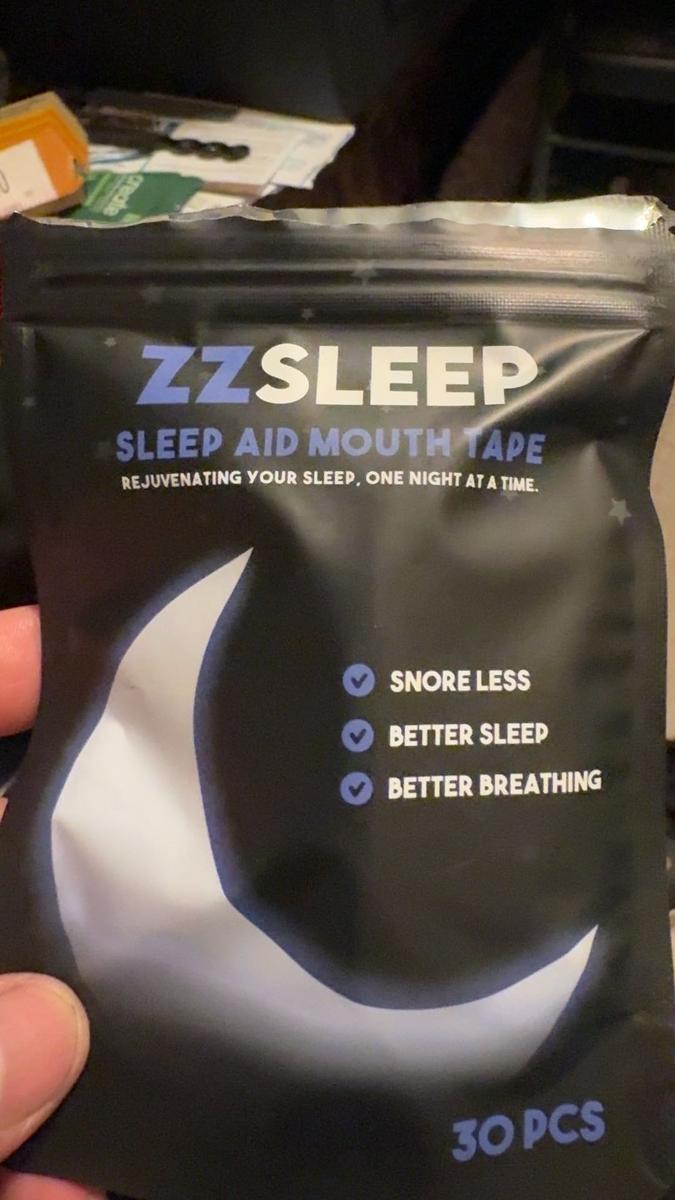 ZZSLEEP
SLEEP AID MOUTH TAPE
REJUVENATING YOUR SLEEP, ONE NIGHT AT A TIME.
SNORE LESS
BETTER SLEEP
BETTER BREATHING
30 PCS